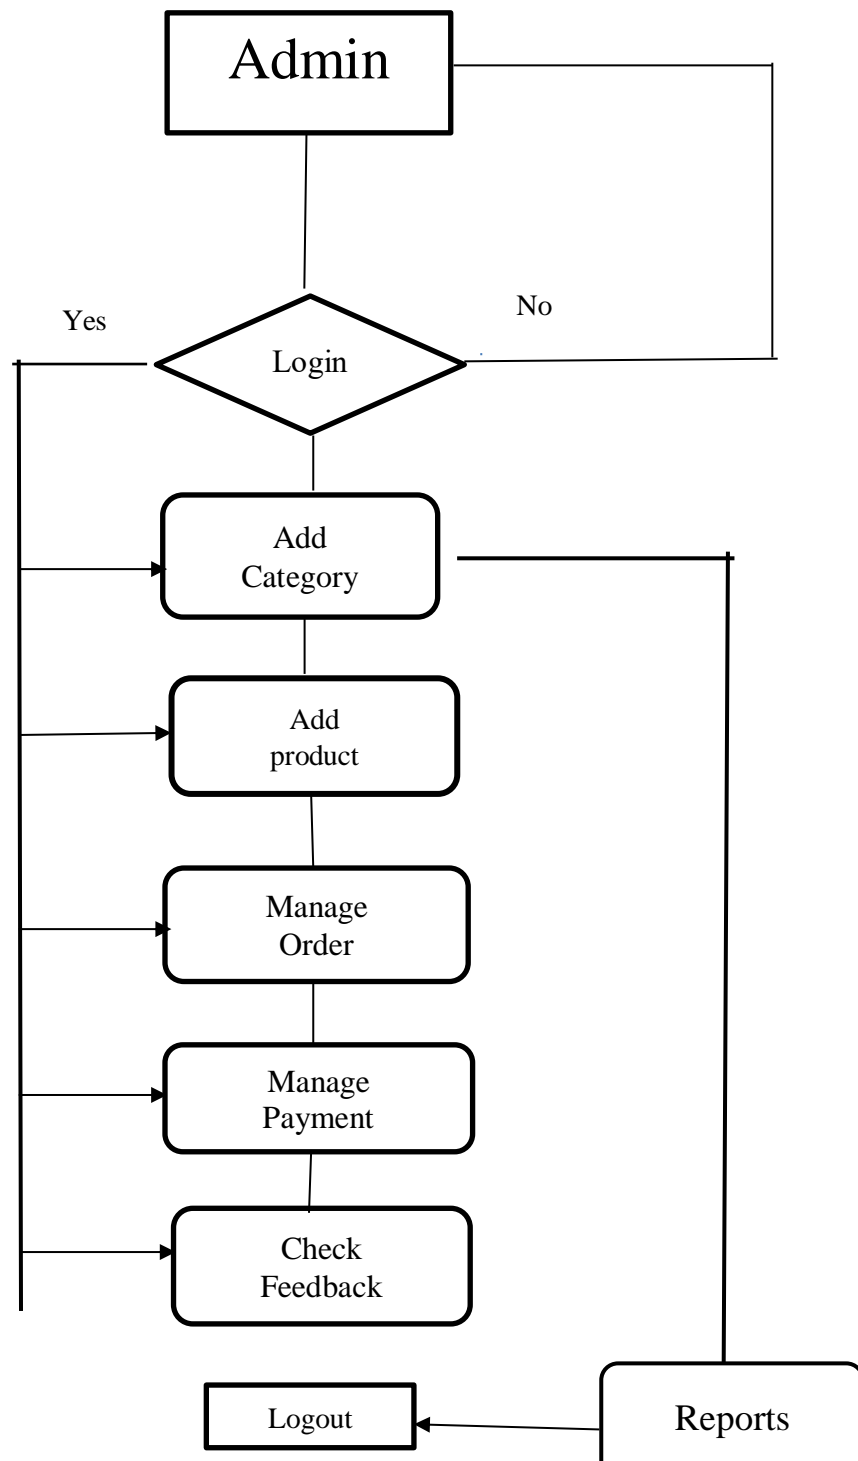 Admin
Yes
No
Login
Add
Category
Add
product
Manage
Order
Manage
Payment
Check
Feedback
Logout
Reports